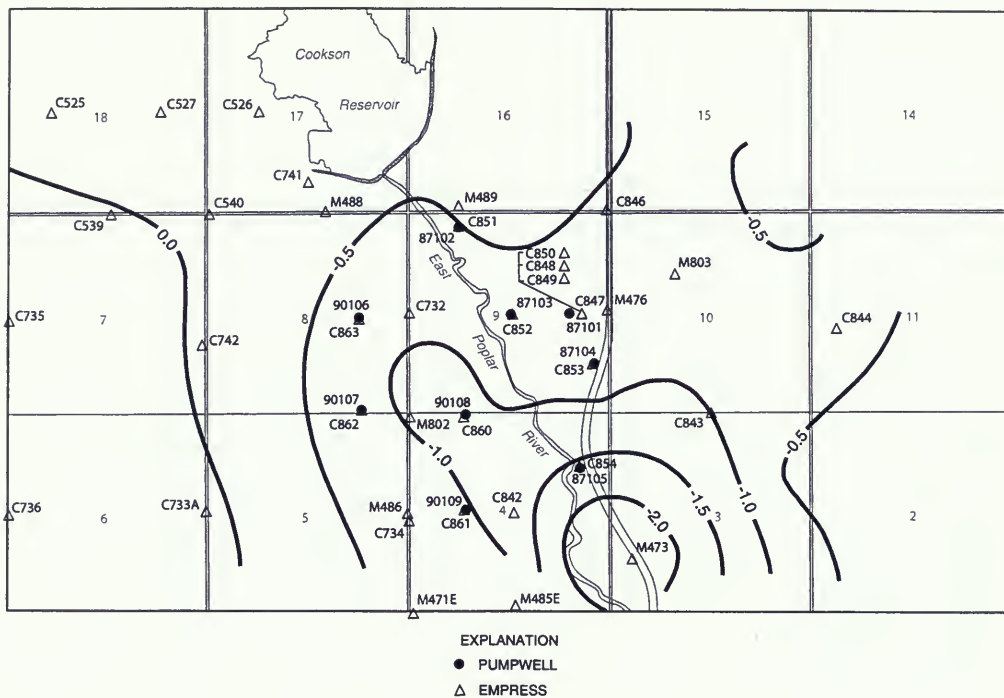 Cookson
Reservoir
C525
18
C527
C526
17
16
15
14
C741
M488
C539
C540
0.0
-0.5
M489
C851
87102
C846
-0.5
East
C850
C848
C849
M803
C735
7
C742
8
90106
C863
C732
Poplar
9
87103
C852
C847
87101
M476
10
C844
11
87104
C853
90107
C862
M802
90108
C860
-1.0
River
C843
-0.5
C854
87105
C736
6
C733A
5
M486
C734
90109
C861
C842
4
-2.0
-1.5
-1.0
3
2
M473
M471E
M485E
EXPLANATION
PUMPWELL
EMPRESS